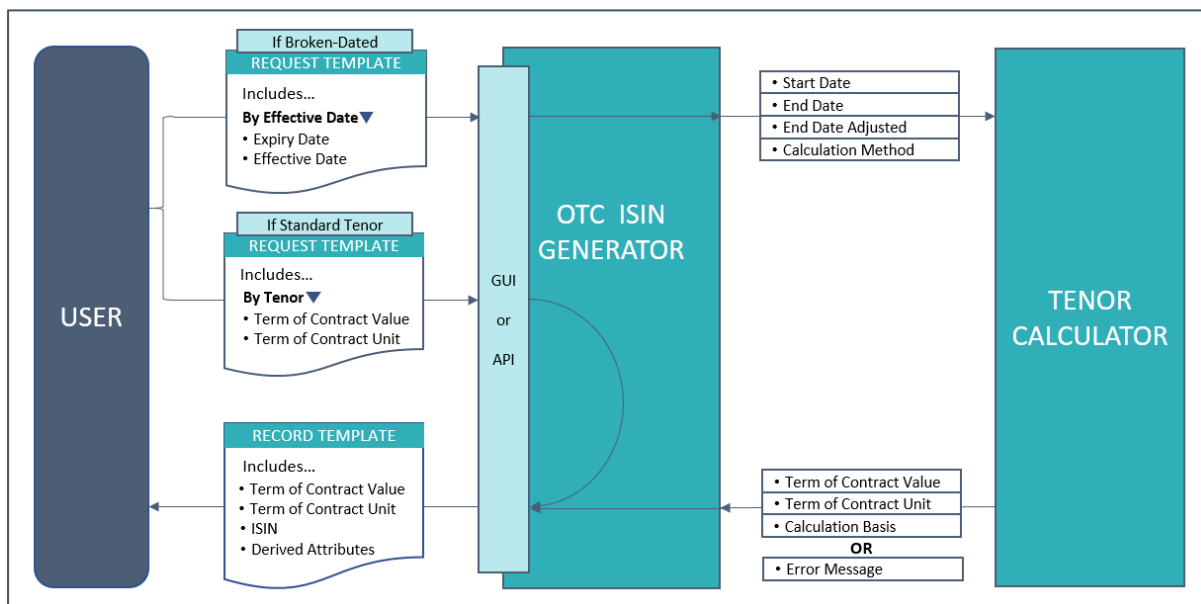 USER
If Broken-Dated
REQUEST TEMPLATE
Includes...
By Effective Date
• Expiry Date
• Effective Date
If Standard Tenor
REQUEST TEMPLATE
Includes...
By Tenor
• Term of Contract Value
• Term of Contract Unit
RECORD TEMPLATE
Includes...
• Term of Contract Value
• Term of Contract Unit
• ISIN
• Derived Attributes
GUI
or
API
OTC ISIN
GENERATOR
• Start Date
• End Date
• End Date Adjusted
• Calculation Method
• Term of Contract Value
• Term of Contract Unit
• Calculation Basis
OR
• Error Message
TENOR
CALCULATOR